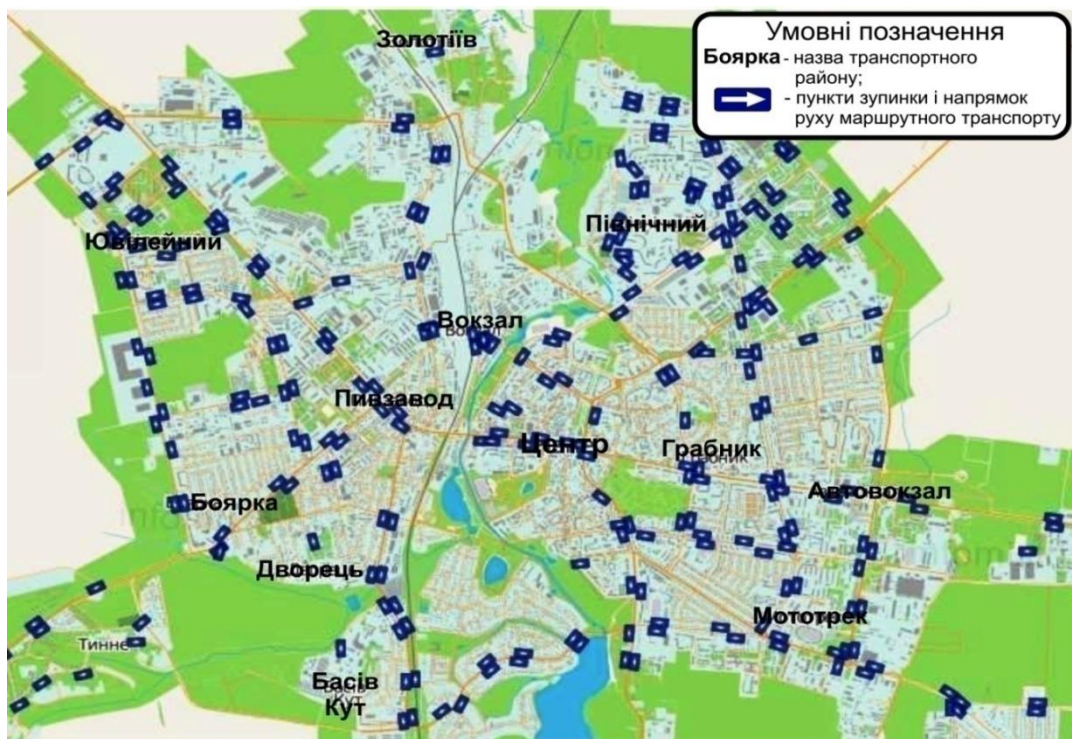 Золотіїв
Умовні позначення
Боярка - назва транспортного
району;
- пункти зупинки і напрямок
руху маршрутного транспорту
Північний
Ювілейний
Вокзал
Пивзавод
Центр
Грабник
Автовокзал
Боярка
Дворець
Мототрек
Тинне
Басів
Кут